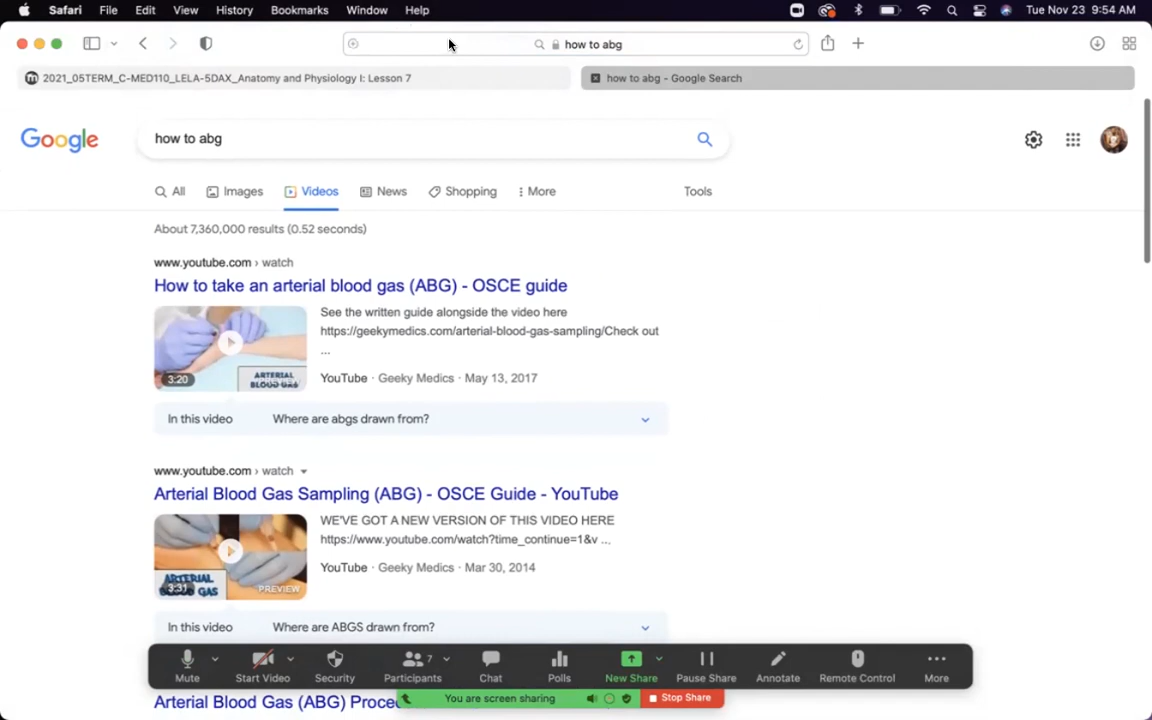 Safari File Edit View History Bookmarks Window Help Tue Nov 23 9:54 AM
how to abg
2021_05TERM_C-MED110_LELA-5DAX_Anatomy and Physiology I: Lesson 7 how to abg - Google Search
Google how to abg
All Images Videos News Shopping More Tools
About 7,360,000 results (0.52 seconds)
www.youtube.com › watch
How to take an arterial blood gas (ABG) - OSCE guide
See the written guide alongside the video here
https://geekymedics.com/arterial-blood-gas-sampling/Check out
...
ARTERIAL
BLOOD GAS
3:20
YouTube · Geeky Medics · May 13, 2017
In this video Where are abgs drawn from?
www.youtube.com › watch
Arterial Blood Gas Sampling (ABG) - OSCE Guide - YouTube
WE'VE GOT A NEW VERSION OF THIS VIDEO HERE
https://www.youtube.com/watch?time_continue=1&v ...
YouTube · Geeky Medics · Mar 30, 2014
ARTERIAL
BLOOD GAS
3:31 PREVIEW
In this video Where are ABGS drawn from?
Mute Start Video Security Participants 7 Chat Polls New Share Pause Share Annotate Remote Control More
You are screen sharing Stop Share
Arterial Blood Gas (ABG)